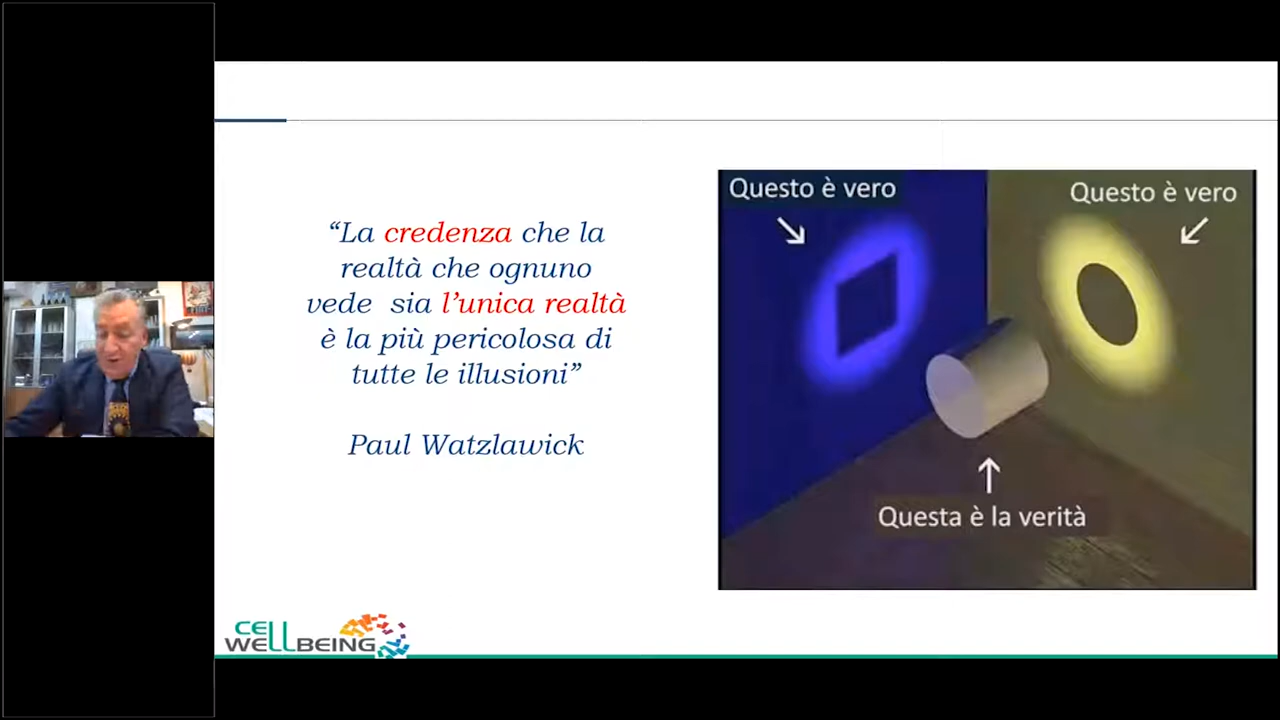 “La credenza che la
realtà che ognuno
vede sia l’unica realtà
è la più pericolosa di
tutte le illusioni”
Paul Watzlawick
Questo è vero
Questo è vero
Questa è la verità
CELL
WELLBEING